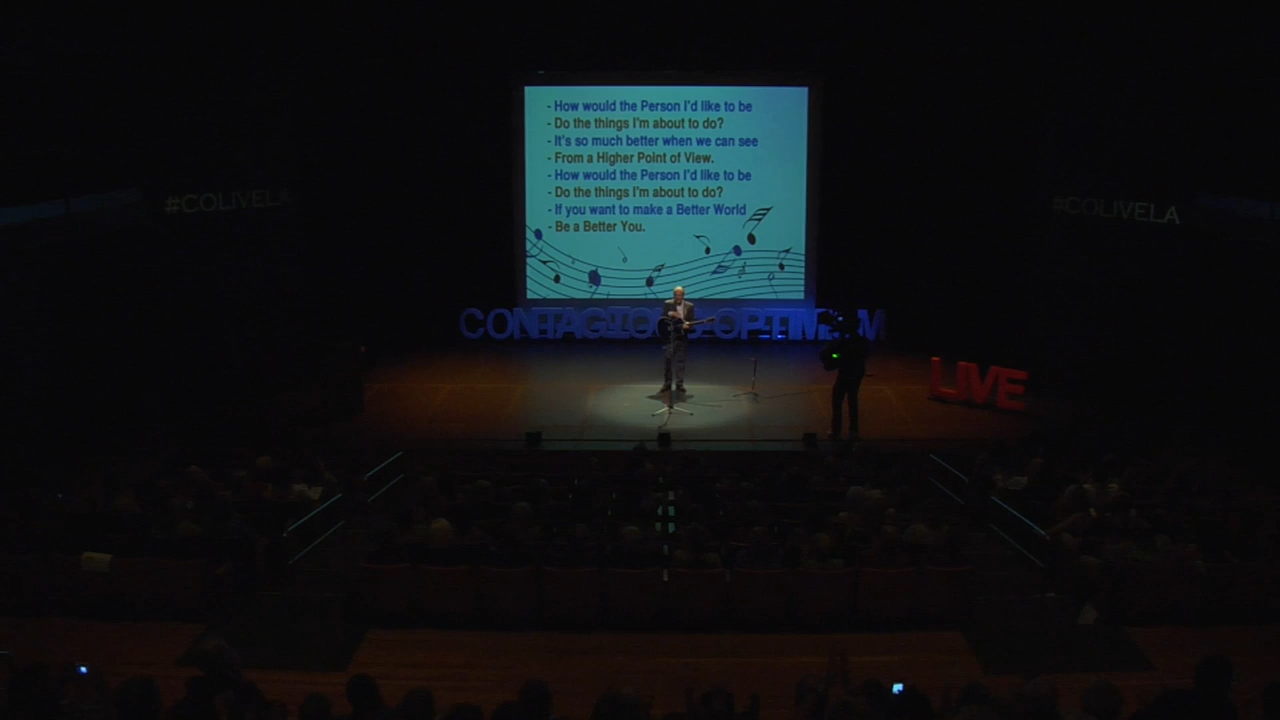 - How would the Person I'd like to be
- Do the things I'm about to do?
- It's so much better when we can see
- From a Higher Point of View.
- How would the Person I'd like to be
- Do the things I'm about to do?
- If you want to make a Better World
- Be a Better You.
#COLIVELA
#COLIVELA
CONTAGIOUS OPTIMISM
LIVE